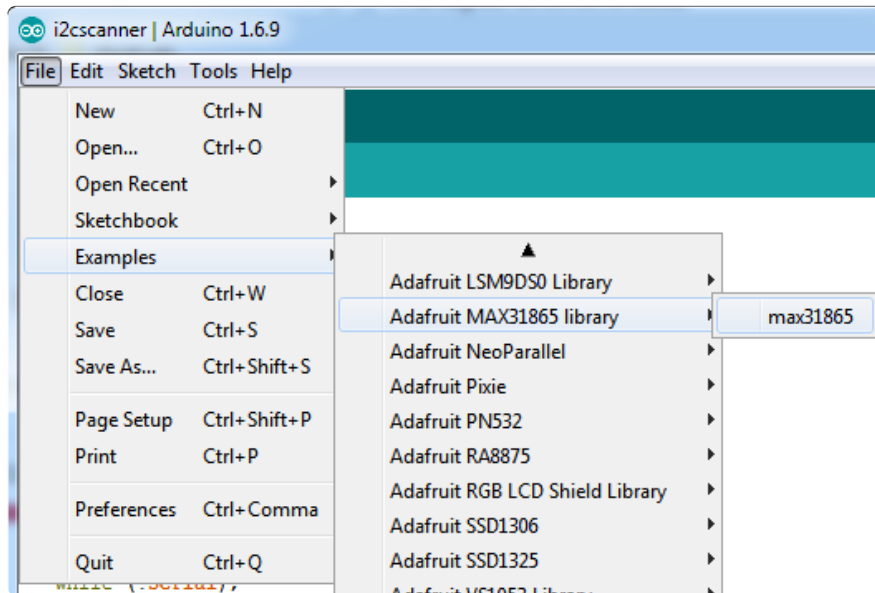 i2cscanner | Arduino 1.6.9
File Edit Sketch Tools Help
New Ctrl+N
Open... Ctrl+O
Open Recent
Sketchbook
Examples
Close Ctrl+W
Save Ctrl+S
Save As... Ctrl+Shift+S
Page Setup Ctrl+Shift+P
Print Ctrl+P
Preferences Ctrl+Comma
Quit Ctrl+Q
Adafruit LSM9DS0 Library
Adafruit MAX31865 library
Adafruit NeoParallel
Adafruit Pixie
Adafruit PN532
Adafruit RA8875
Adafruit RGB LCD Shield Library
Adafruit SSD1306
Adafruit SSD1325
Adafruit VS1053 Library
max31865